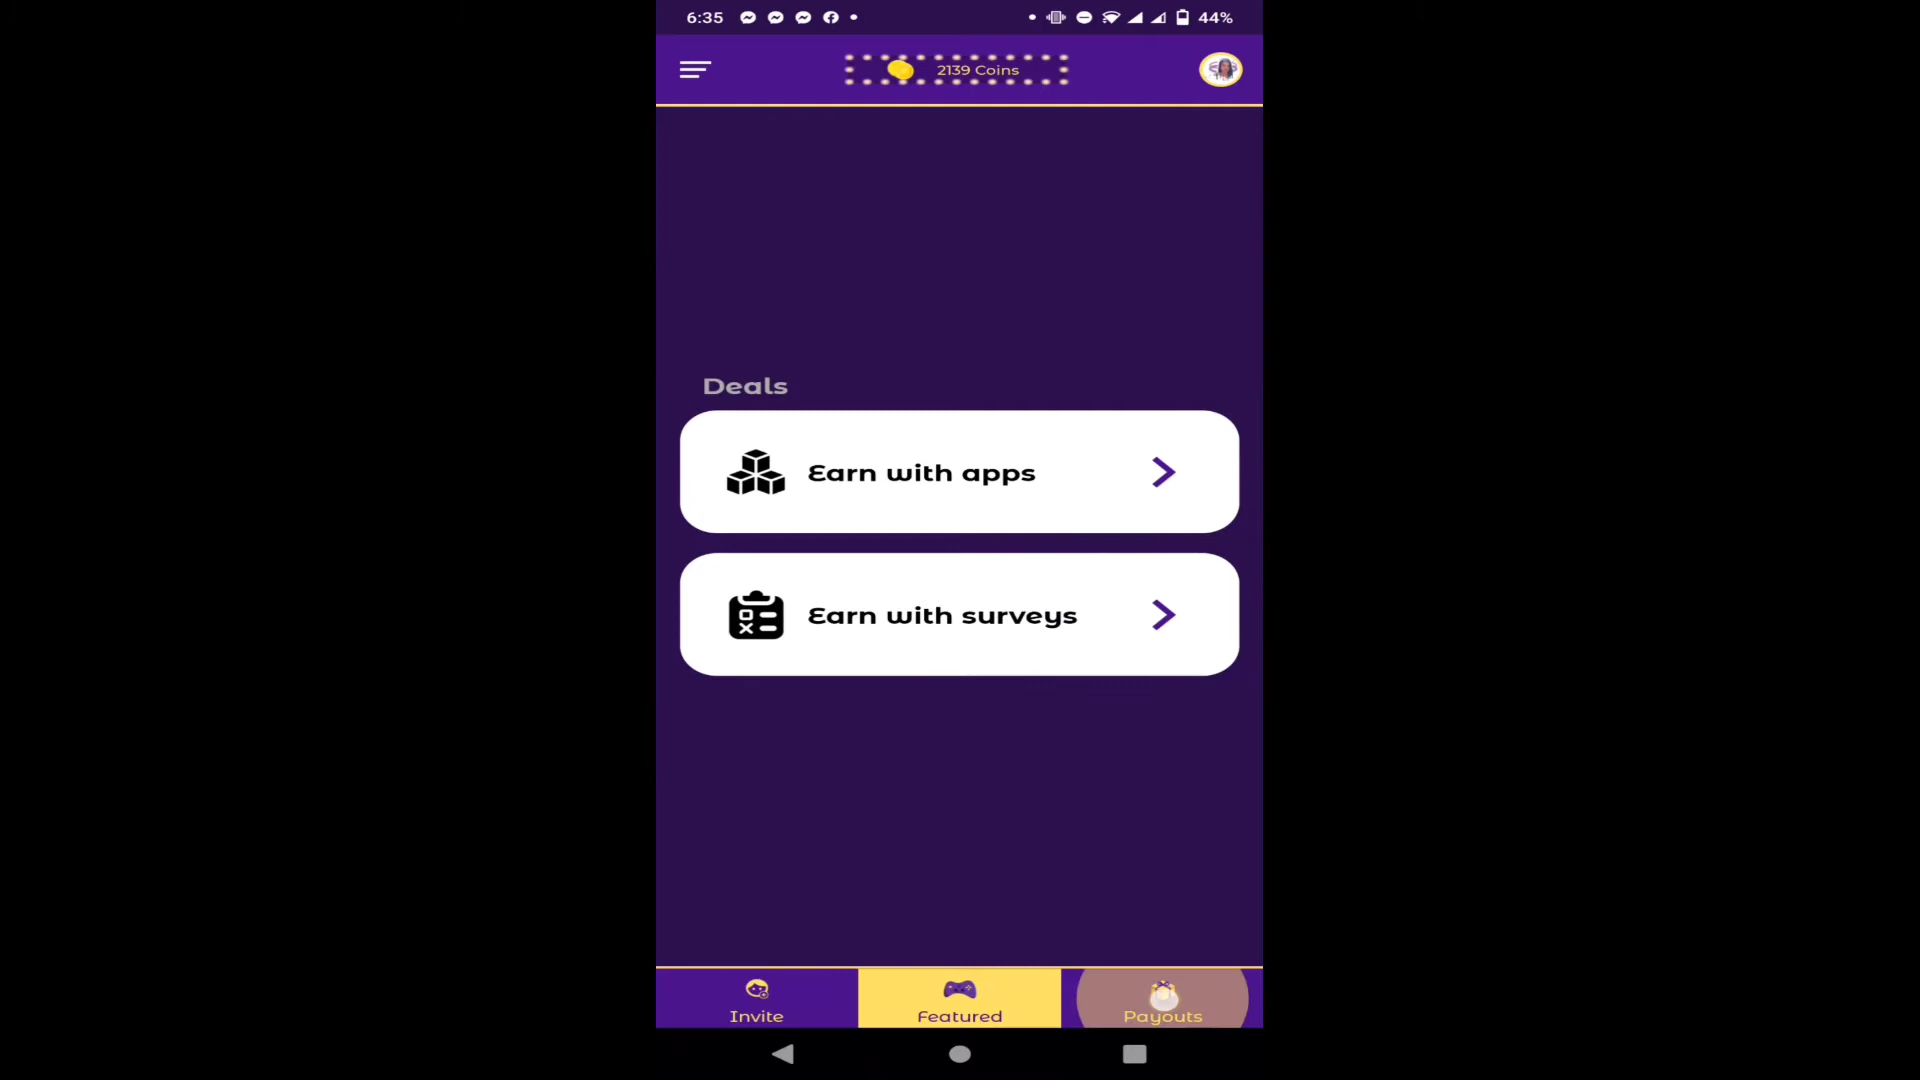 6:35
44%
2139 Coins
Deals
Earn with apps
Earn with surveys
Invite
Featured
Payouts